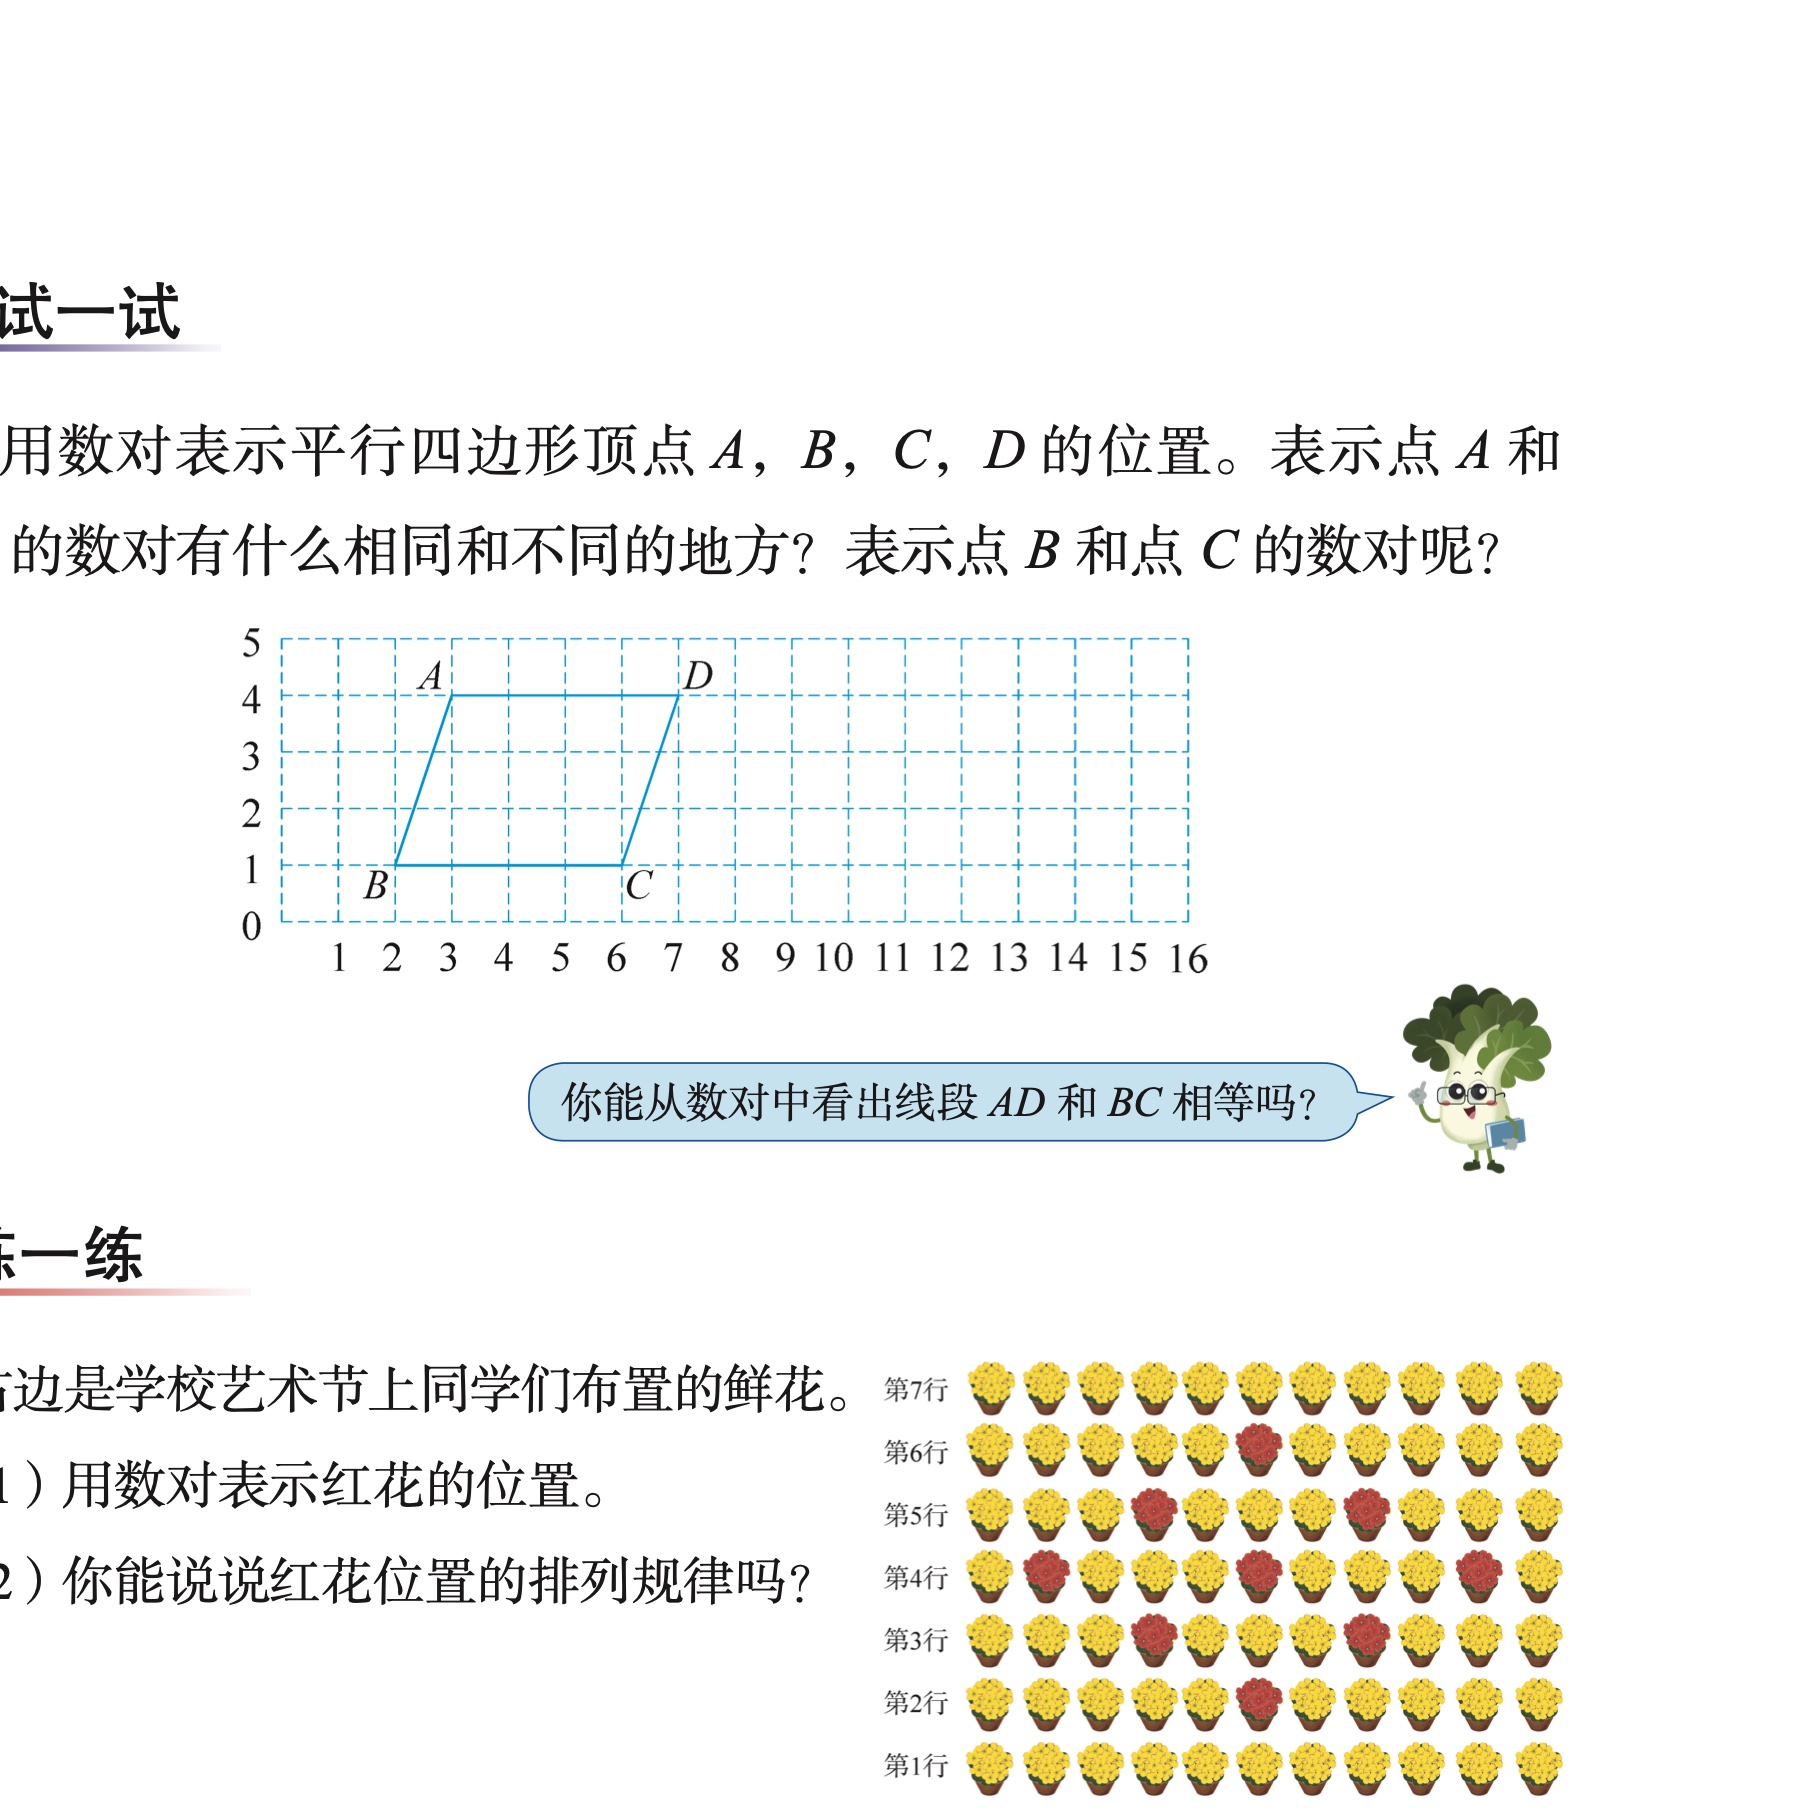 试一试
用数对表示平行四边形顶点 A，B，C，D 的位置。表示点 A 和
的数对有什么相同和不同的地方？表示点 B 和点 C 的数对呢？
5
A D
4
3
2
1
B C
0
1 2 3 4 5 6 7 8 9 10 11 12 13 14 15 16
你能从数对中看出线段 AD 和 BC 相等吗？
练一练
右边是学校艺术节上同学们布置的鲜花。
1）用数对表示红花的位置。
2）你能说说红花位置的排列规律吗？
第7行
第6行
第5行
第4行
第3行
第2行
第1行